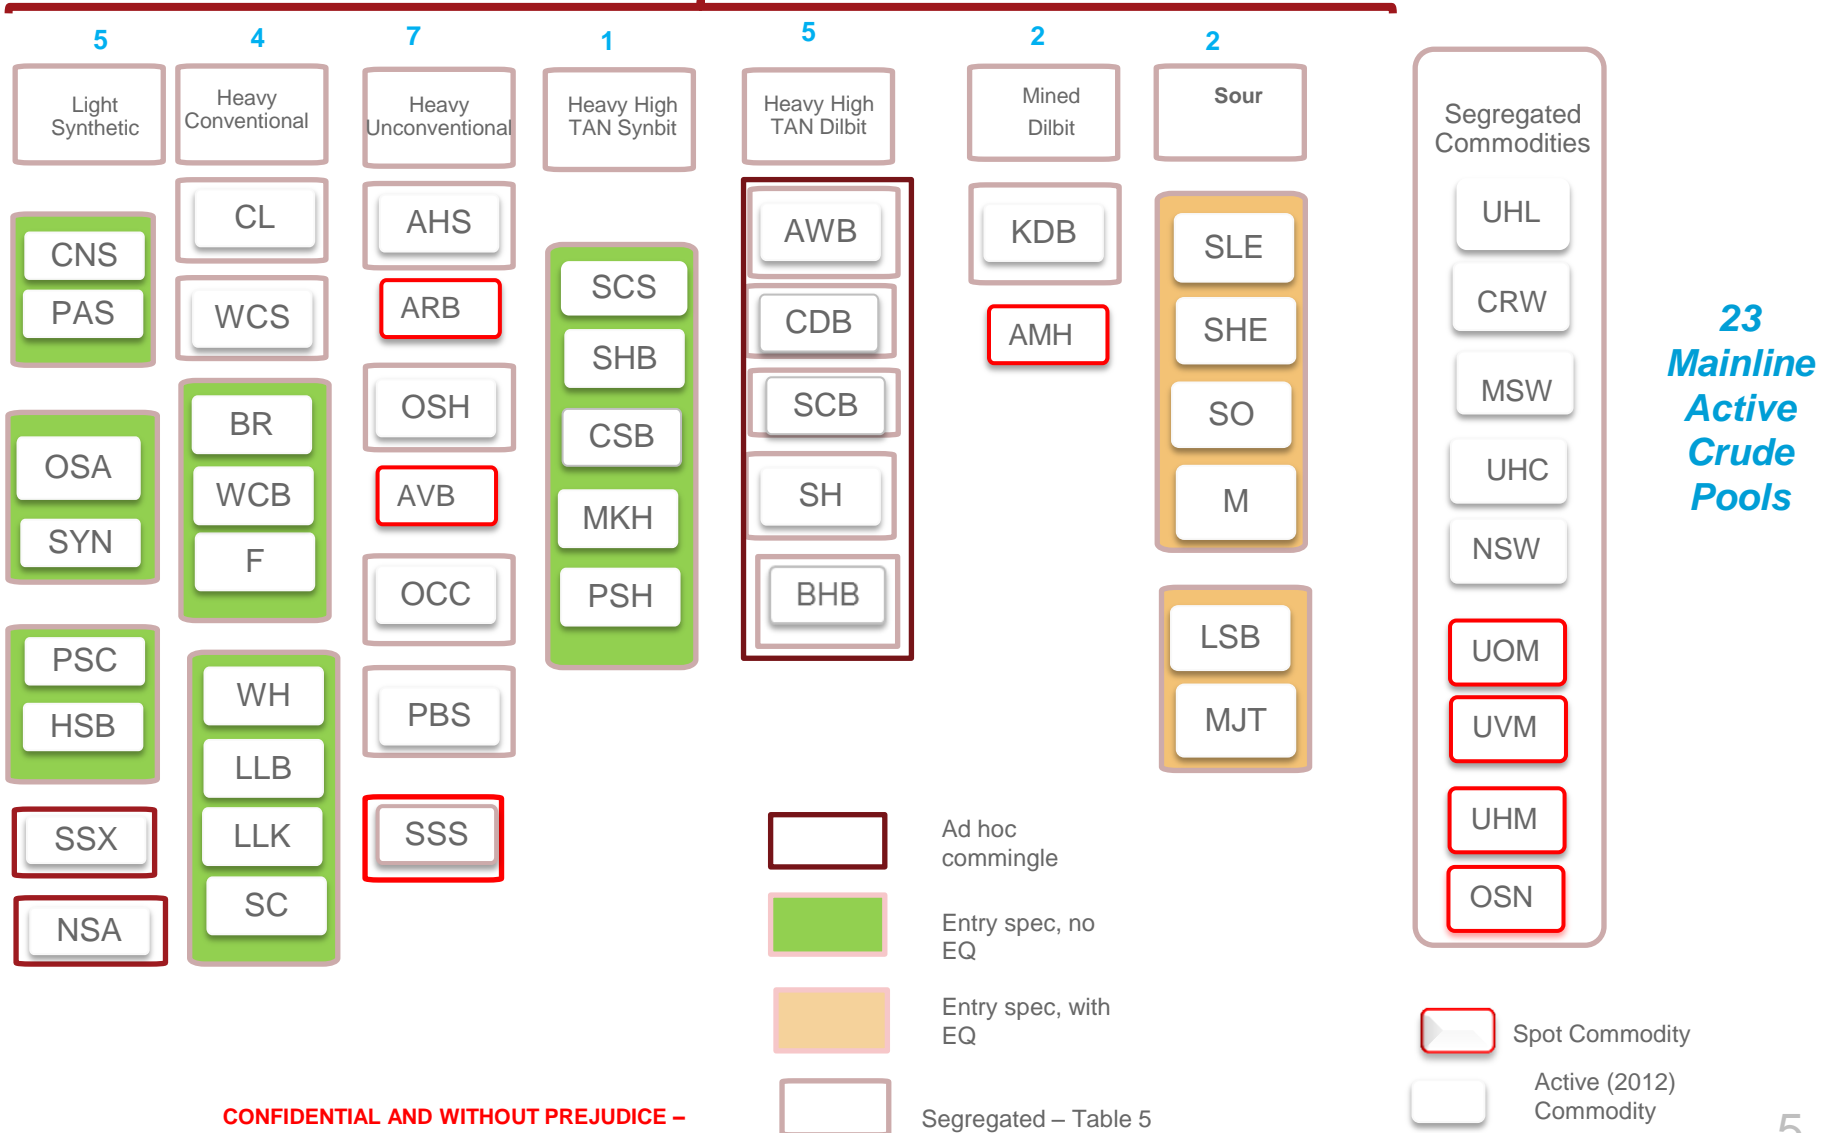 5
4
7
1
5
2
2
Light
Synthetic
Heavy
Conventional
Heavy
Unconventional
Heavy High
TAN Synbit
Heavy High
TAN Dilbit
Mined
Dilbit
Sour
CNS
PAS
OSA
SYN
PSC
HSB
SSX
NSA
CL
WCS
BR
WCB
F
WH
LLB
LLK
SC
AHS
ARB
OSH
AVB
OCC
PBS
SSS
SCS
SHB
CSB
MKH
PSH
AWB
CDB
SCB
SH
BHB
KDB
AMH
SLE
SHE
SO
M
LSB
MJT
Segregated
Commodities
UHL
CRW
MSW
UHC
NSW
UOM
UVM
UHM
OSN
23
Mainline
Active
Crude
Pools
Ad hoc
commingle
Entry spec, no
EQ
Entry spec, with
EQ
Segregated – Table 5
Spot Commodity
Active (2012)
Commodity
CONFIDENTIAL AND WITHOUT PREJUDICE –
5